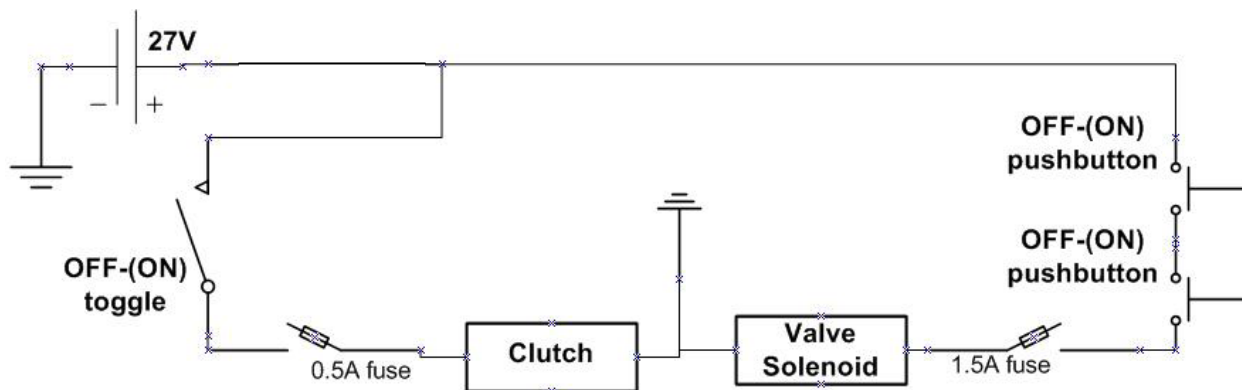 27V
− +
OFF-(ON)
pushbutton
OFF-(ON)
pushbutton
OFF-(ON)
toggle
0.5A fuse
Clutch
Valve
Solenoid
1.5A fuse